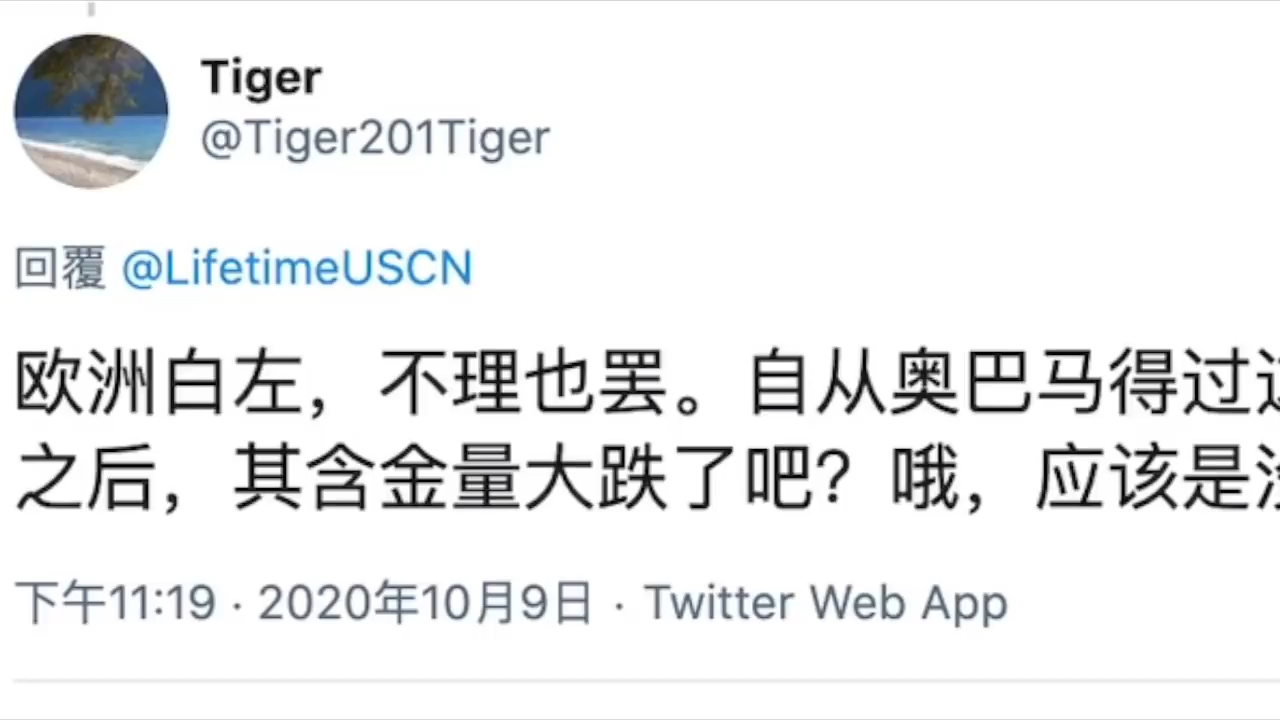 Tiger
@Tiger201Tiger
回覆 @LifetimeUSCN
欧洲白左，不理也罢。自从奥巴马得过
之后，其含金量大跌了吧？哦，应该是
下午11:19 · 2020年10月9日 · Twitter Web App